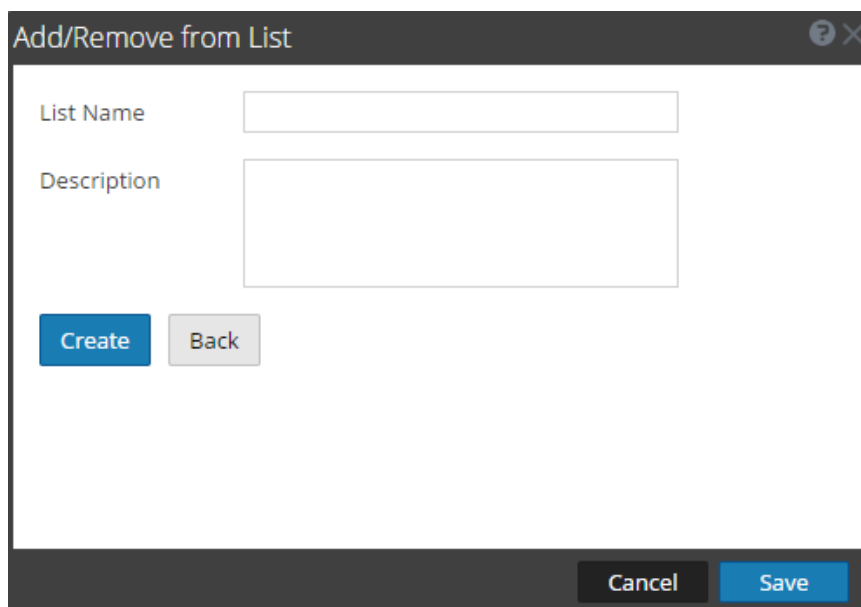 Add/Remove from List
List Name
Description
Create Back
Cancel Save